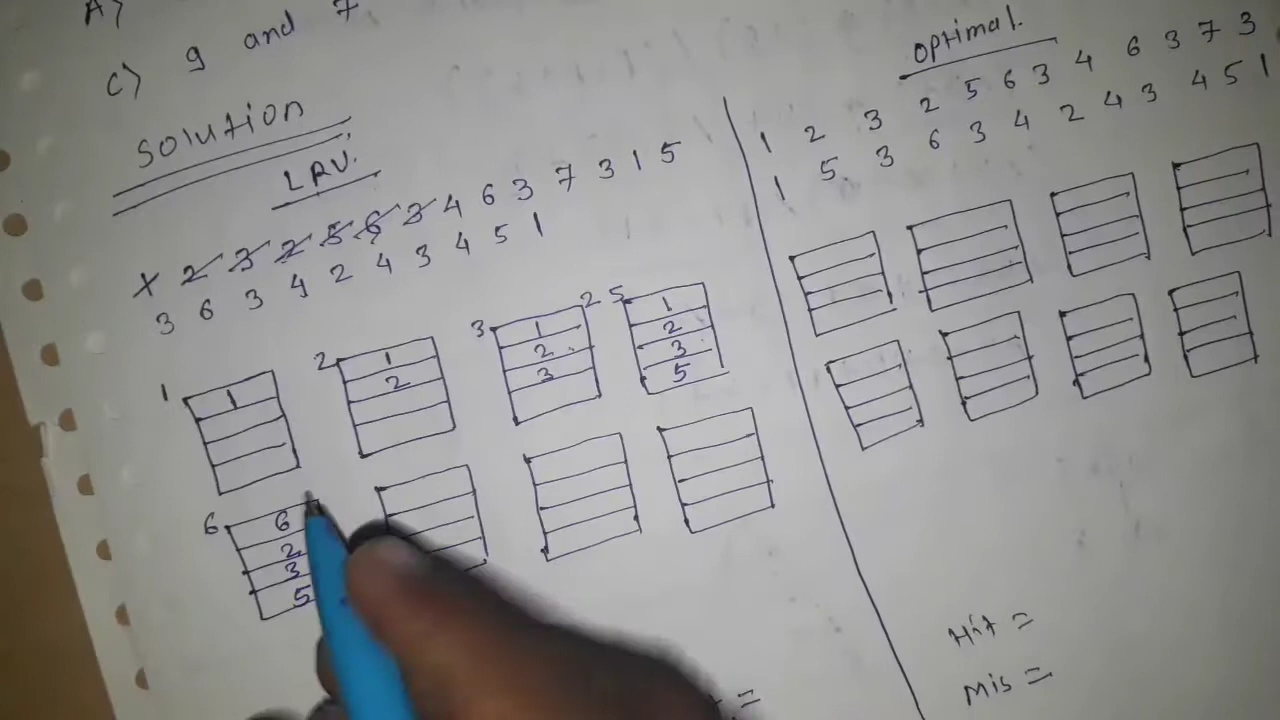 A)
C) 9 and 7
Solution
LRU.
1 2 3 2 5 6 3 4 6 3 7 3 1 5
3 6 3 4 2 4 3 4 5 1
1
1
2
1
2
3
1
2
3
2 5
1
2
3
5
6
6
2
3
5
Optimal.
1 2 3 2 5 6 3 4 6 3 7 3
1 5 3 6 3 4 2 4 3 4 5 1
Hit =
Mis =